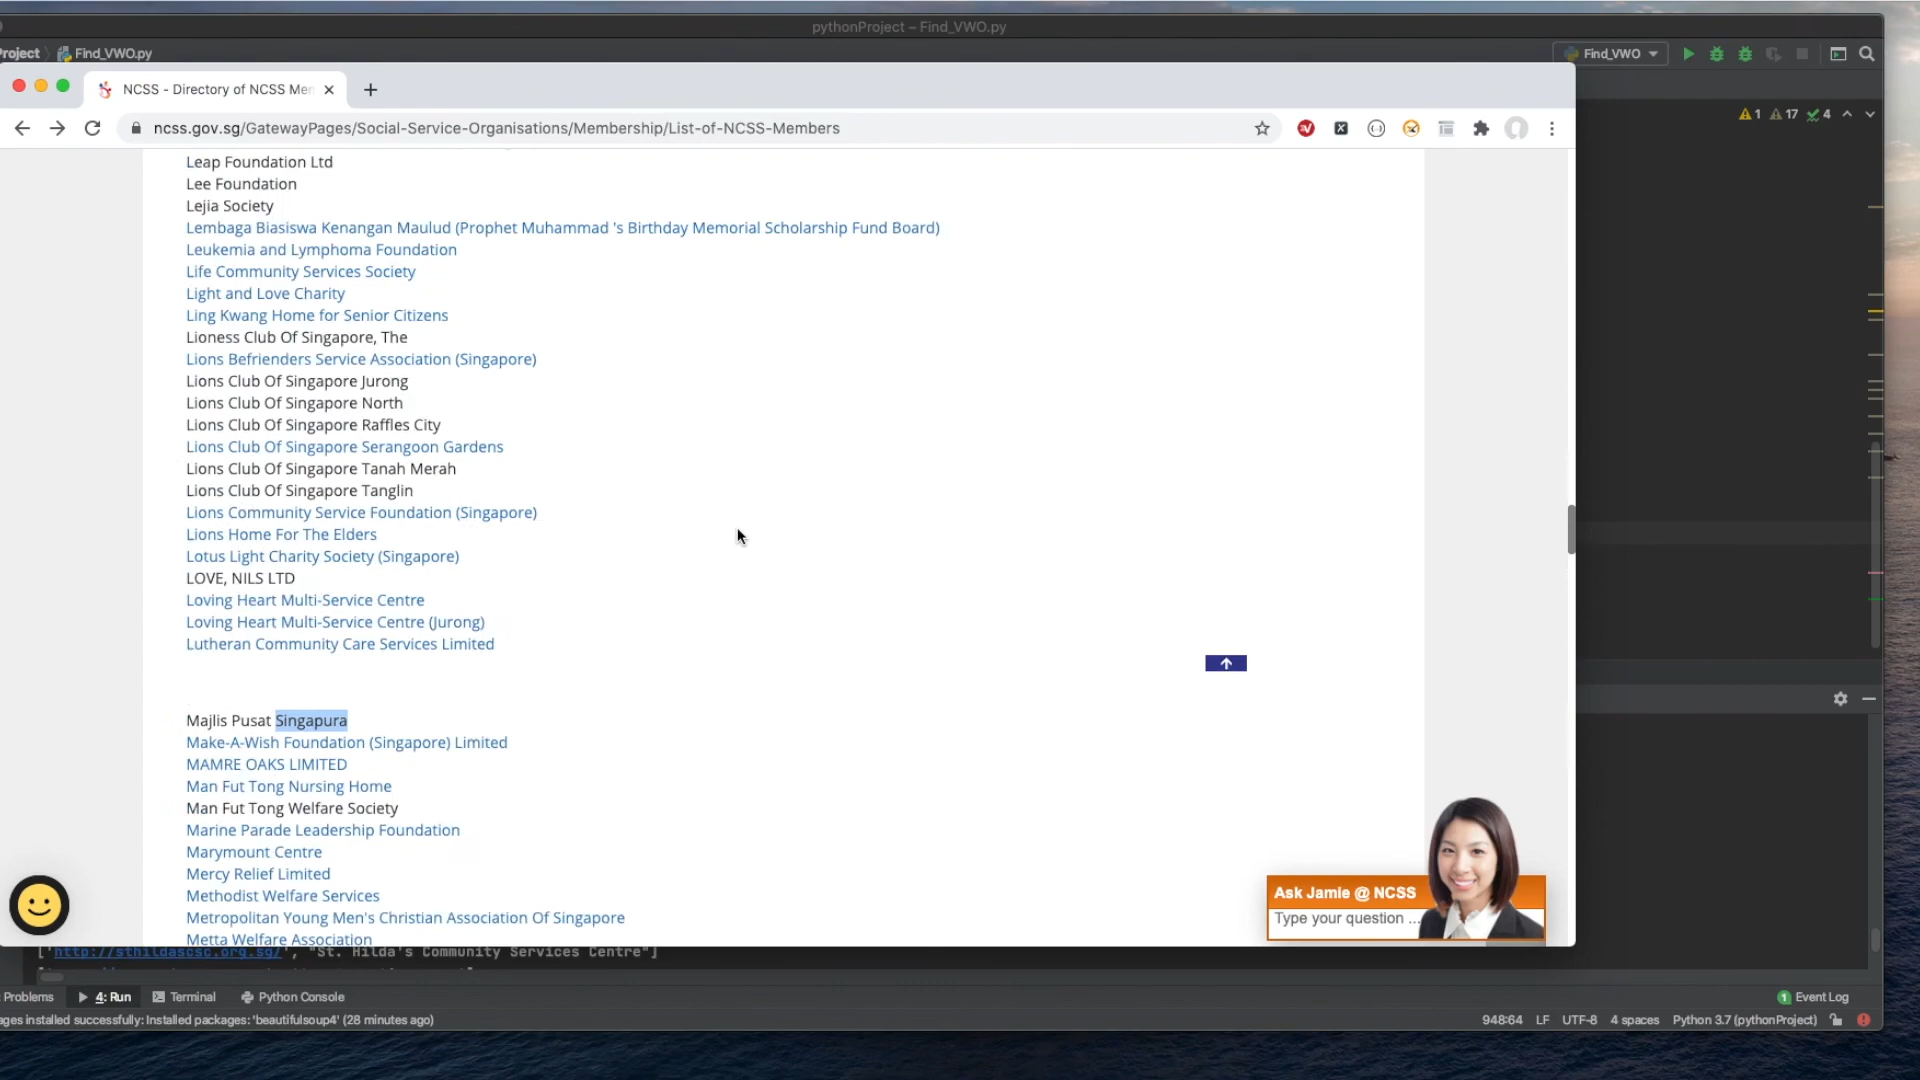 pythonProject – Find_VWO.py
Project
Find_VWO.py
Find_VWO
NCSS - Directory of NCSS Mem
1
17
4
ncss.gov.sg/GatewayPages/Social-Service-Organisations/Membership/List-of-NCSS-Members
Leap Foundation Ltd
Lee Foundation
Lejia Society
Lembaga Biasiswa Kenangan Maulud (Prophet Muhammad 's Birthday Memorial Scholarship Fund Board)
Leukemia and Lymphoma Foundation
Life Community Services Society
Light and Love Charity
Ling Kwang Home for Senior Citizens
Lioness Club Of Singapore, The
Lions Befrienders Service Association (Singapore)
Lions Club Of Singapore Jurong
Lions Club Of Singapore North
Lions Club Of Singapore Raffles City
Lions Club Of Singapore Serangoon Gardens
Lions Club Of Singapore Tanah Merah
Lions Club Of Singapore Tanglin
Lions Community Service Foundation (Singapore)
Lions Home For The Elders
Lotus Light Charity Society (Singapore)
LOVE, NILS LTD
Loving Heart Multi-Service Centre
Loving Heart Multi-Service Centre (Jurong)
Lutheran Community Care Services Limited
Majlis Pusat Singapura
Make-A-Wish Foundation (Singapore) Limited
MAMRE OAKS LIMITED
Man Fut Tong Nursing Home
Man Fut Tong Welfare Society
Marine Parade Leadership Foundation
Marymount Centre
Mercy Relief Limited
Methodist Welfare Services
Metropolitan Young Men's Christian Association Of Singapore
Metta Welfare Association
Ask Jamie @ NCSS
Type your question ...
['http://sthildascsc.org.sg/', "St. Hilda's Community Services Centre"]
Problems
4: Run
Terminal
Python Console
1 Event Log
ages installed successfully: Installed packages: 'beautifulsoup4' (28 minutes ago)
948:64
LF
UTF-8
4 spaces
Python 3.7 (pythonProject)